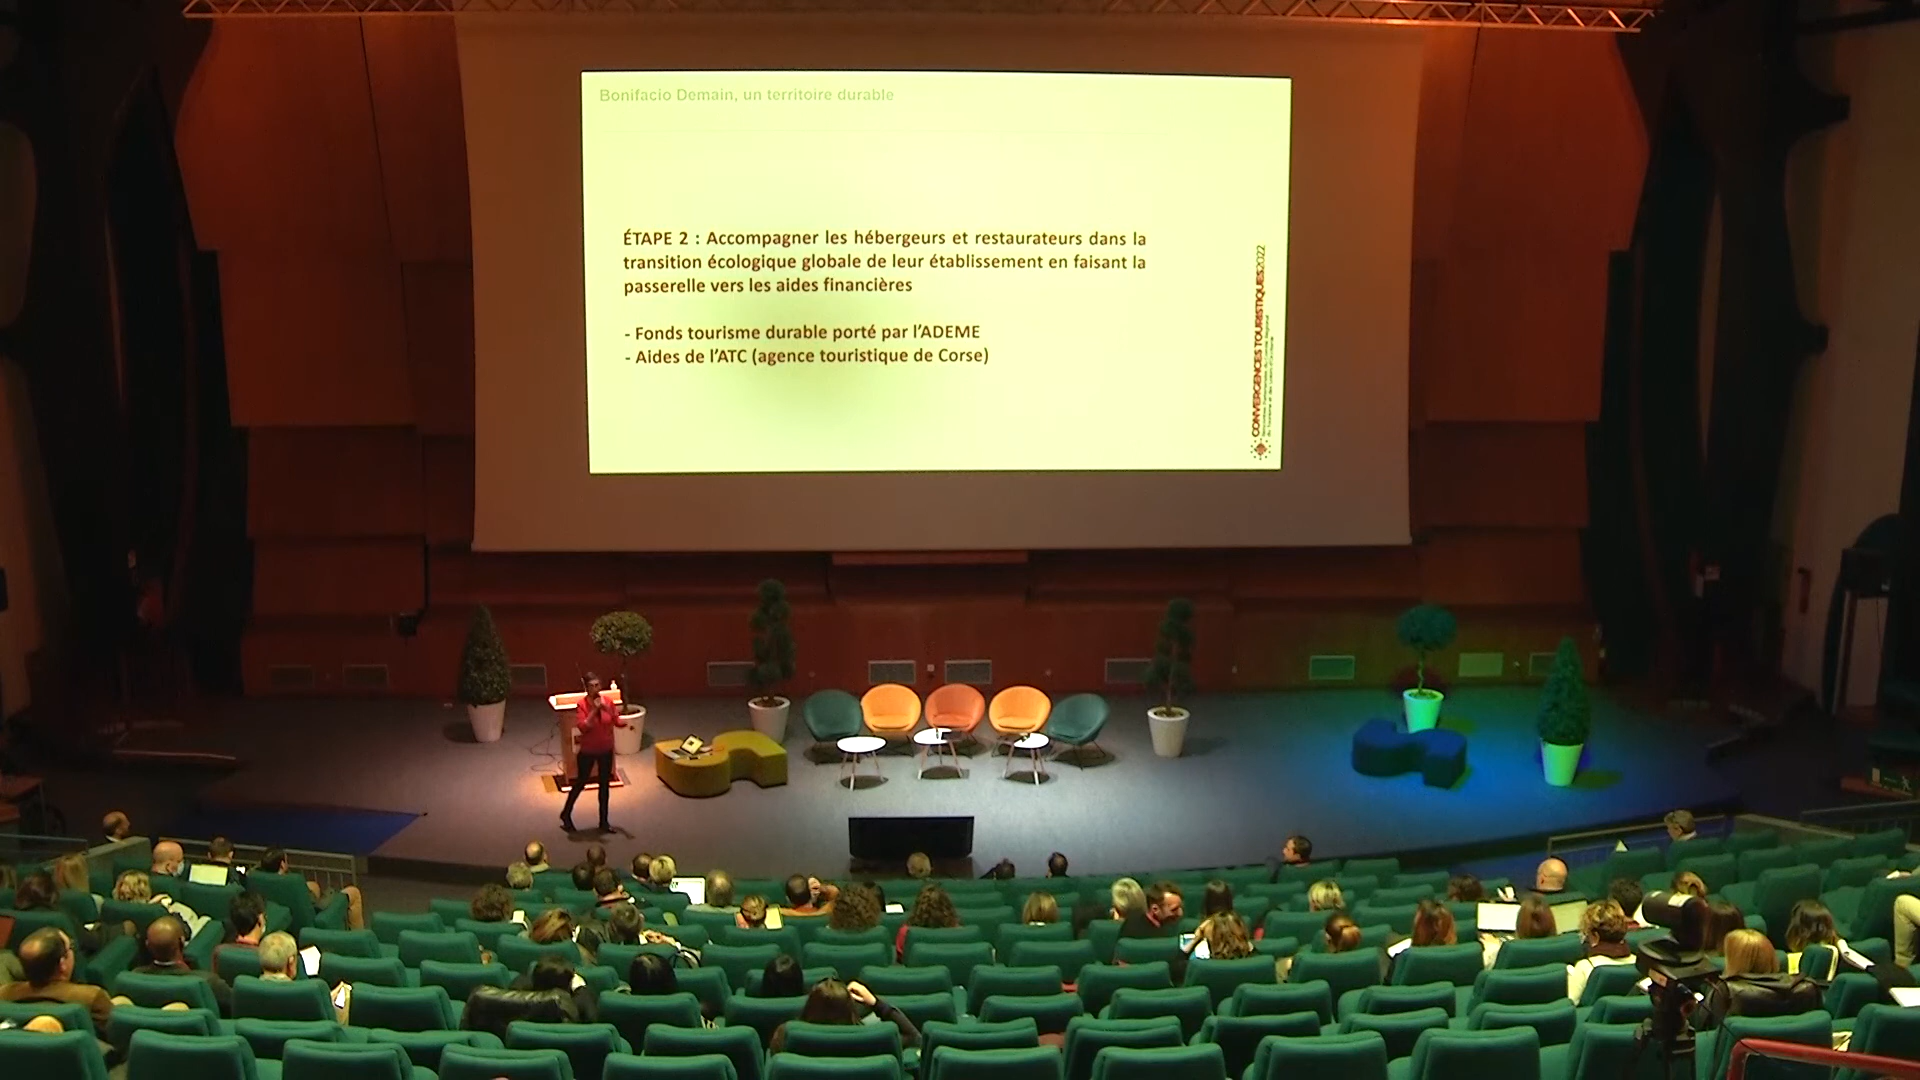 Bonifacio Demain, un territoire durable
ÉTAPE 2 : Accompagner les hébergeurs et restaurateurs dans la
transition écologique globale de leur établissement en faisant la
passerelle vers les aides financières
- Fonds tourisme durable porté par l'ADEME
- Aides de l'ATC (agence touristique de Corse)
CONVERGENCES TOURISTIQUES2022